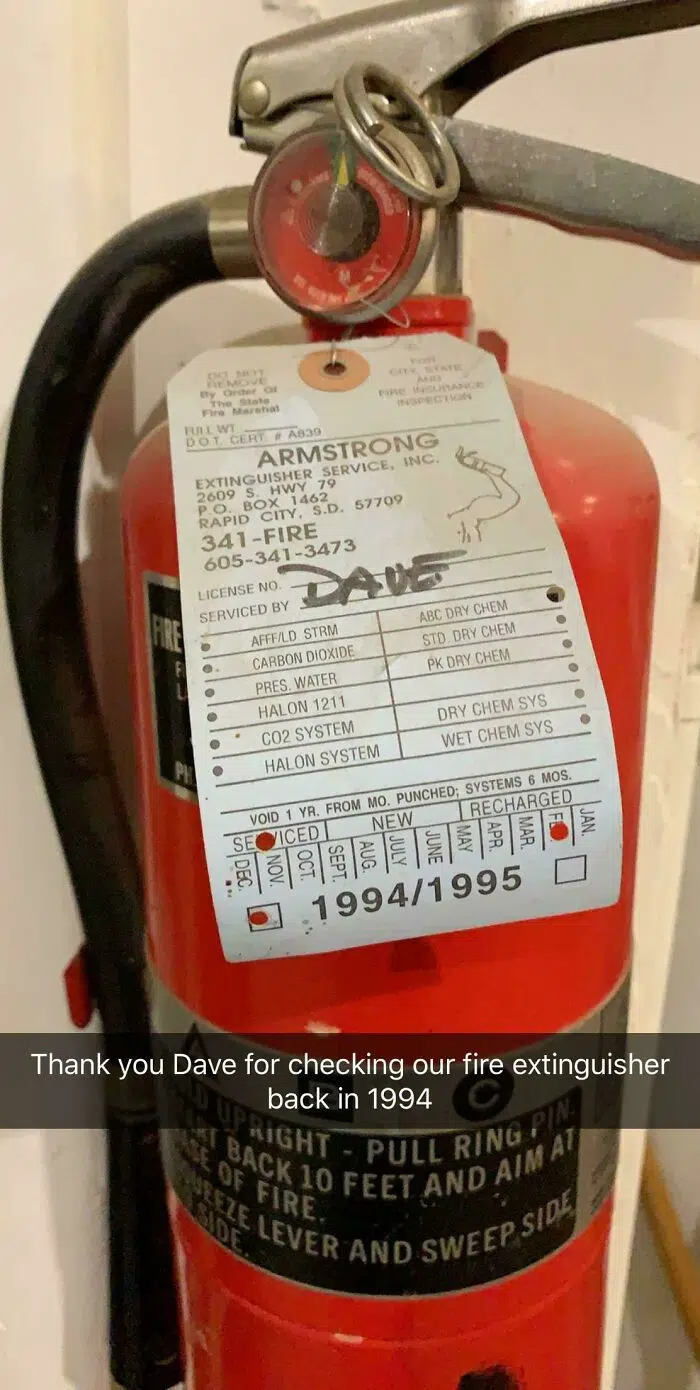 DO NOT
REMOVE
By Order Of
The State
Fire Marshal
FOR
CITY, STATE
AND
FIRE INSURANCE
INSPECTION
FULL WT.
D.O.T. CERT. # A839
ARMSTRONG
EXTINGUISHER SERVICE, INC.
2609 S. HWY 79
P.O. BOX 1462
RAPID CITY, S.D. 57709
341-FIRE
605-341-3473
LICENSE NO.
SERVICED BY DAVE
AFFF/LD STRM
ABC DRY CHEM
CARBON DIOXIDE
STD. DRY CHEM
PRES. WATER
PK DRY CHEM
HALON 1211
CO2 SYSTEM
DRY CHEM SYS
HALON SYSTEM
WET CHEM SYS
VOID 1 YR. FROM MO. PUNCHED; SYSTEMS 6 MOS.
SERVICED NEW RECHARGED
DEC. NOV. OCT. SEPT. AUG. JULY JUNE MAY APR. MAR. FE JAN.
1994/1995
FIRE
Thank you Dave for checking our fire extinguisher
back in 1994
C
UPRIGHT - PULL RING PIN.
BACK 10 FEET AND AIM AT
OF FIRE.
LEVER AND SWEEP SIDE
SIDE.